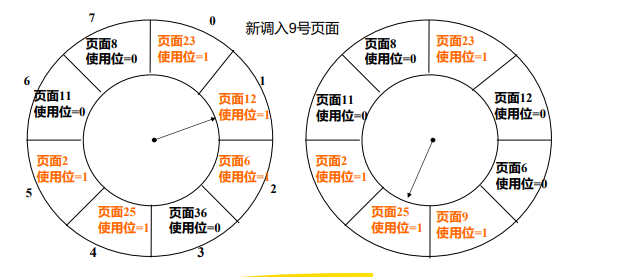 新调入9号页面
7
0
页面8
使用位=0
页面23
使用位=1
6
1
页面11
使用位=0
页面12
使用位=1
页面2
使用位=1
页面6
使用位=1
5
2
页面25
使用位=1
页面36
使用位=0
4
3
页面8
使用位=0
页面23
使用位=1
页面11
使用位=0
页面12
使用位=0
页面2
使用位=1
页面6
使用位=0
页面25
使用位=1
页面9
使用位=1